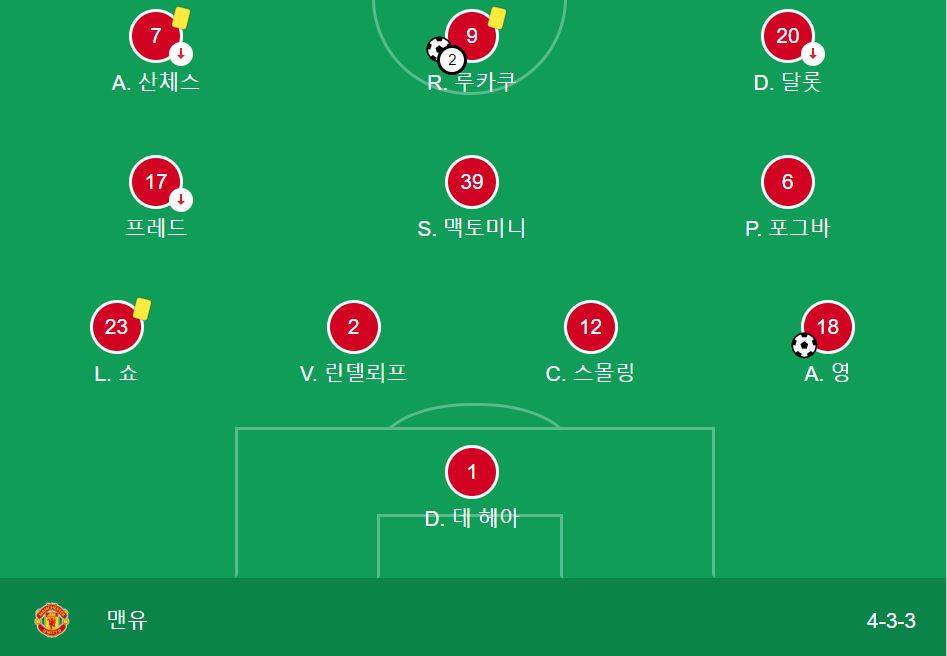 7
9
2
20
A. 산체스
R. 루카쿠
D. 달롯
17
39
6
프레드
S. 맥토미니
P. 포그바
23
2
12
18
L. 쇼
V. 린델뢰프
C. 스몰링
A. 영
1
D. 데 헤아
MANCHESTER
UNITED
맨유
4-3-3